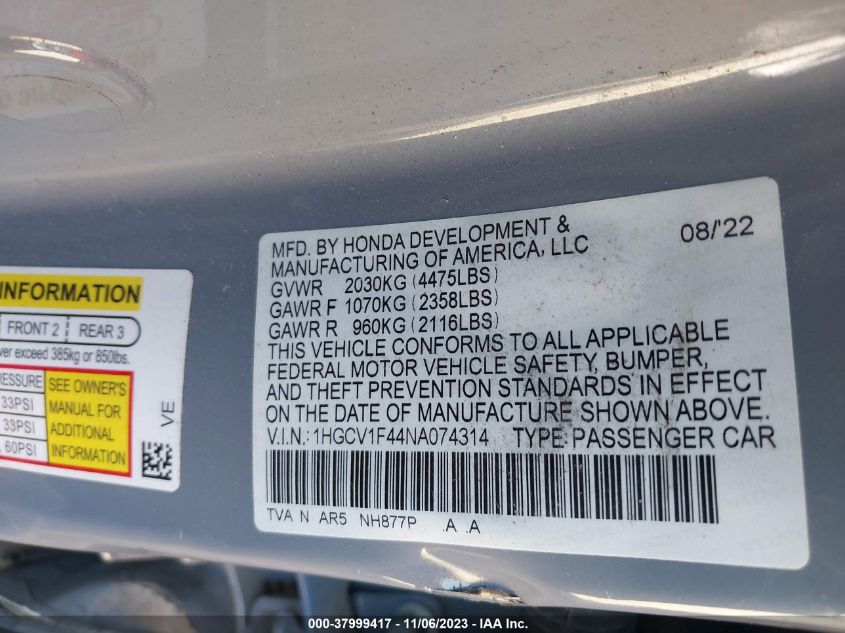 INFORMATION
FRONT 2 REAR 3
exceed 385kg or 850lbs.
SEE OWNER'S
33PSI MANUAL FOR
33PSI ADDITIONAL
60PSI INFORMATION
VE
MFD. BY HONDA DEVELOPMENT & 08/'22
MANUFACTURING OF AMERICA, LLC
GVWR 2030KG (4475LBS)
GAWR F 1070KG (2358LBS)
GAWR R 960KG (2116LBS)
THIS VEHICLE CONFORMS TO ALL APPLICABLE
FEDERAL MOTOR VEHICLE SAFETY, BUMPER,
AND THEFT PREVENTION STANDARDS IN EFFECT
ON THE DATE OF MANUFACTURE SHOWN ABOVE.
V.I.N.: 1HGCV1F44NA074314 TYPE: PASSENGER CAR
TVA N AR5 NH877P .A .A
000-37999417 - 11/06/2023 - IAA Inc.